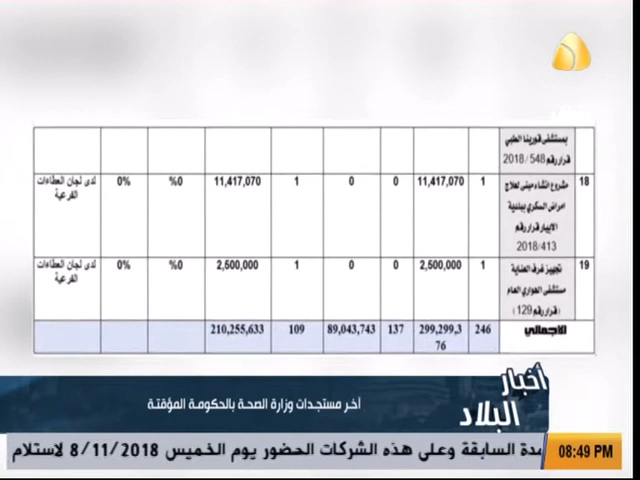 بمستشفى قورينا الطبي
قرار رقم 2018/548
18 مشروع انشاء مبنى لعلاج امراض السكري ببلدية الابيار قرار رقم 2018/413 1 11,417,070 0 0 1 11,417,070 %0 0% لدى لجان العطاءات الفرعية
19 تجهيز غرف العناية مستشفى الهواري العام (قرار رقم 129) 1 2,500,000 0 0 1 2,500,000 %0 0% لدى لجان العطاءات الفرعية
الاجمالي 246 299,299,376 137 89,043,743 109 210,255,633
أخبار
البلاد
آخر مستجدات وزارة الصحة بالحكومة المؤقتة
08:49 PM
مدة السابقة وعلى هذه الشركات الحضور يوم الخميس 8/11/2018 لاستلام